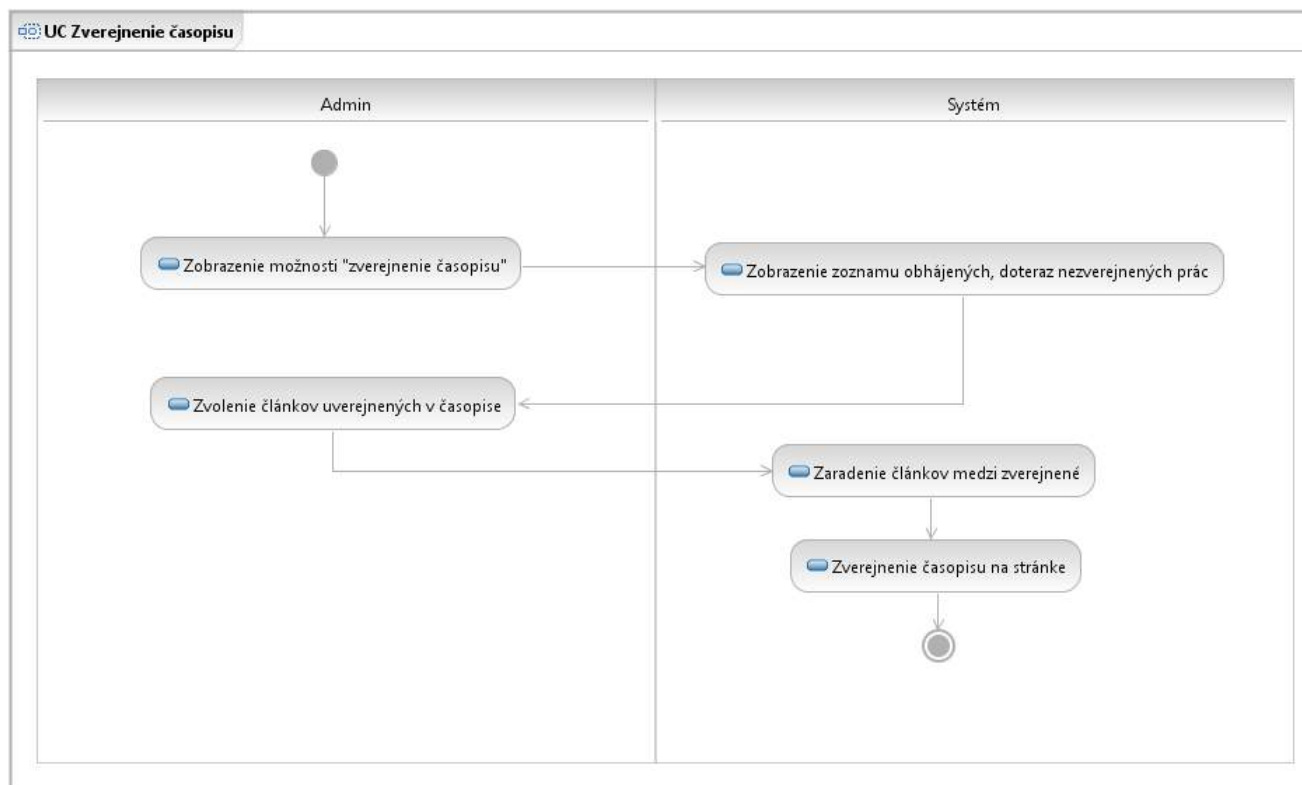 UC Zverejnenie časopisu
Admin
Systém
Zobrazenie možnosti "zverejnenie časopisu"
Zobrazenie zoznamu obhájených, doteraz nezverejnených prác
Zvolenie článkov uverejnených v časopise
Zaradenie článkov medzi zverejnené
Zverejnenie časopisu na stránke